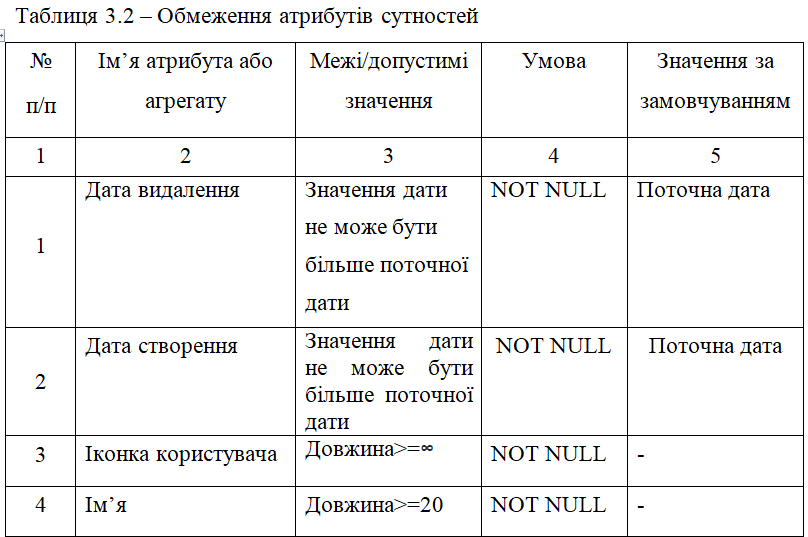 Таблиця 3.2 – Обмеження атрибутів сутностей
№ п/п
Ім’я атрибута або агрегату
Межі/допустимі значення
Умова
Значення за замовчуванням
1 2 3 4 5
1
Дата видалення
Значення дати
не може бути
більше поточної
дати
NOT NULL
Поточна дата
2
Дата створення
Значення дати
не може бути
більше поточної
дати
NOT NULL
Поточна дата
3 Іконка користувача Довжина>=∞ NOT NULL -
4 Ім’я Довжина>=20 NOT NULL -